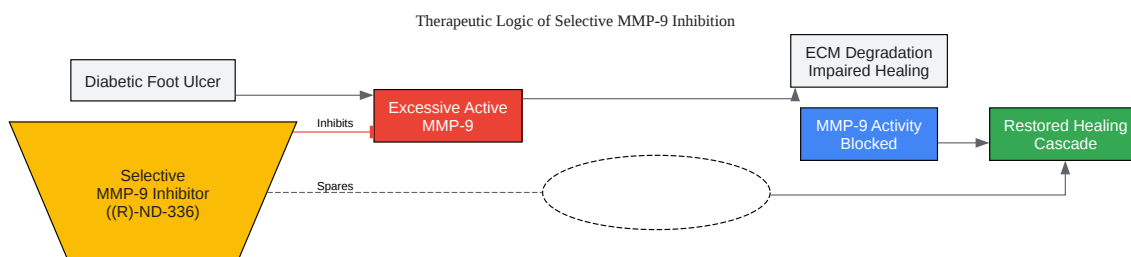 Therapeutic Logic of Selective MMP-9 Inhibition
Diabetic Foot Ulcer
Excessive Active
MMP-9
ECM Degradation
Impaired Healing
Inhibits
MMP-9 Activity
Blocked
Restored Healing
Cascade
Selective
MMP-9 Inhibitor
((R)-ND-336)
Spares